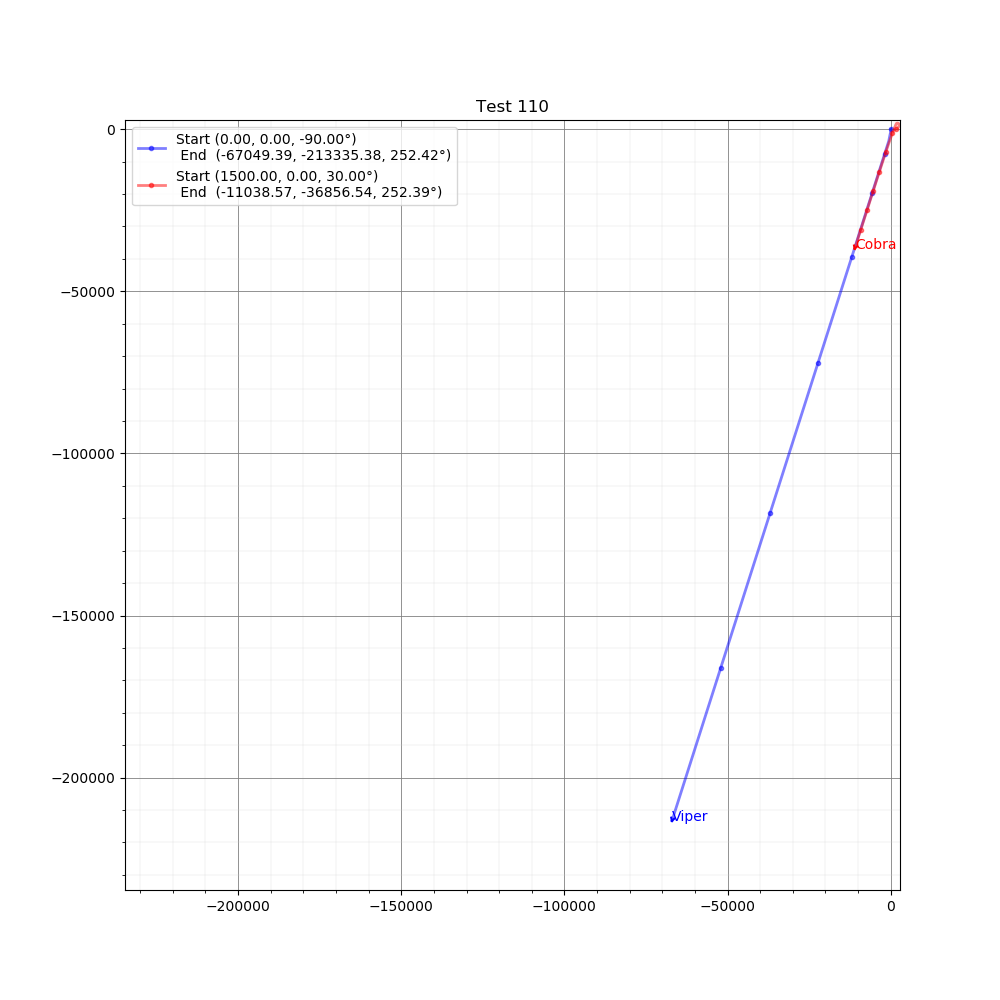 Test 110
Start (0.00, 0.00, -90.00°)
End (-67049.39, -213335.38, 252.42°)
Start (1500.00, 0.00, 30.00°)
End (-11038.57, -36856.54, 252.39°)
0
−50000
−100000
−150000
−200000
Cobra
Viper
−200000
−150000
−100000
−50000
0